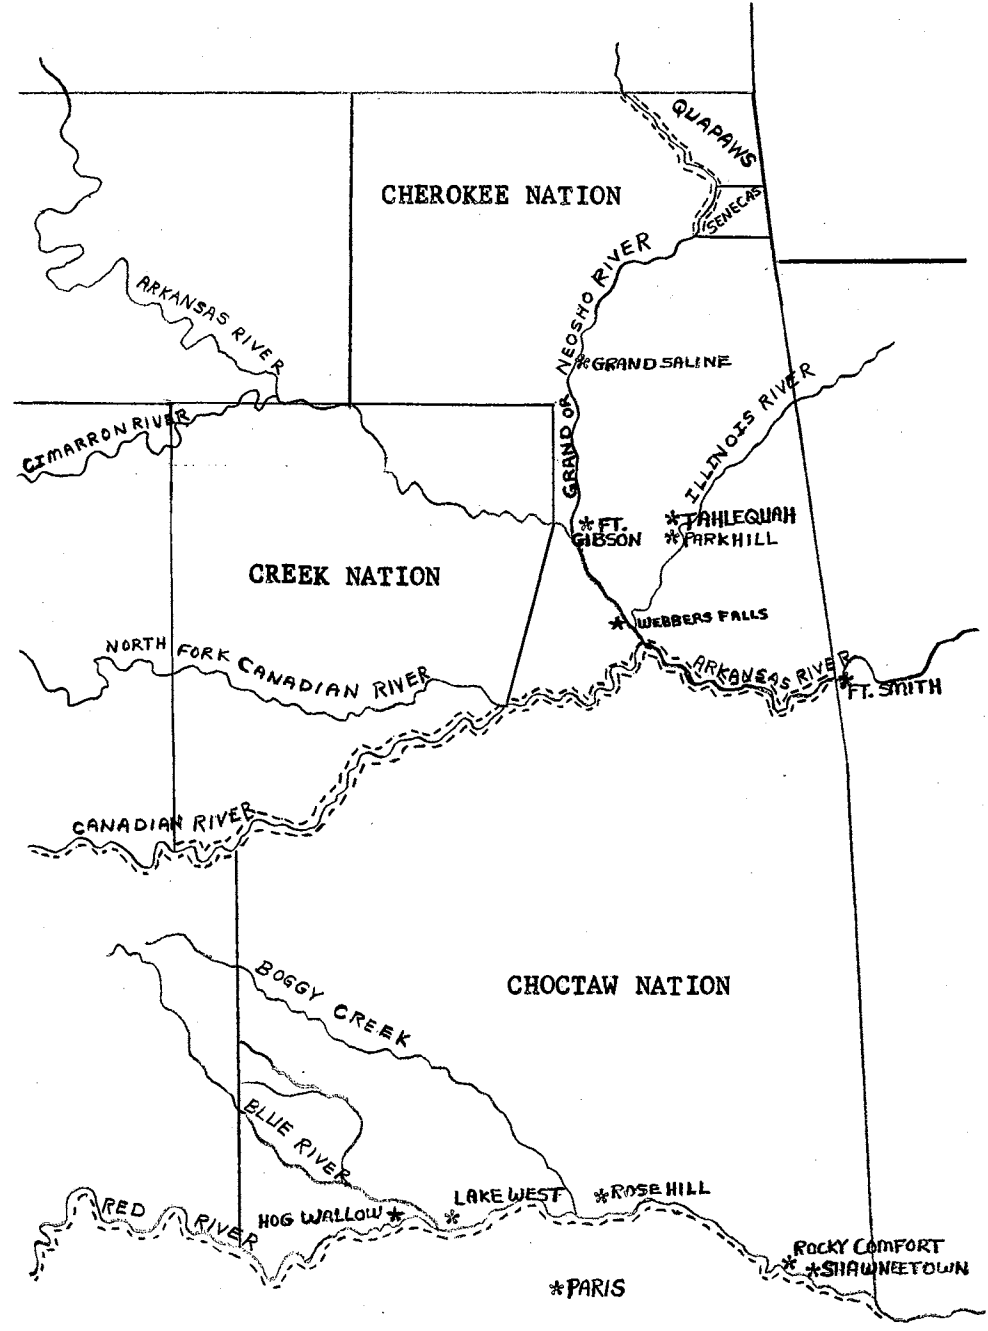 QUAPAWS
CHEROKEE NATION
SENECAS
GRAND OR NEOSHO RIVER
ARKANSAS RIVER
*GRAND SALINE
ILLINOIS RIVER
CIMARRON RIVER
*FT.
GIBSON
*TAHLEQUAH
*PARKHILL
CREEK NATION
*WEBBERS FALLS
NORTH FORK CANADIAN RIVER
ARKANSAS RIVER
*FT. SMITH
CANADIAN RIVER
BOGGY CREEK
CHOCTAW NATION
BLUE RIVER
RED RIVER
HOG WALLOW*
LAKE WEST
*
*ROSE HILL
ROCKY COMFORT
*
*SHAWNEETOWN
*PARIS